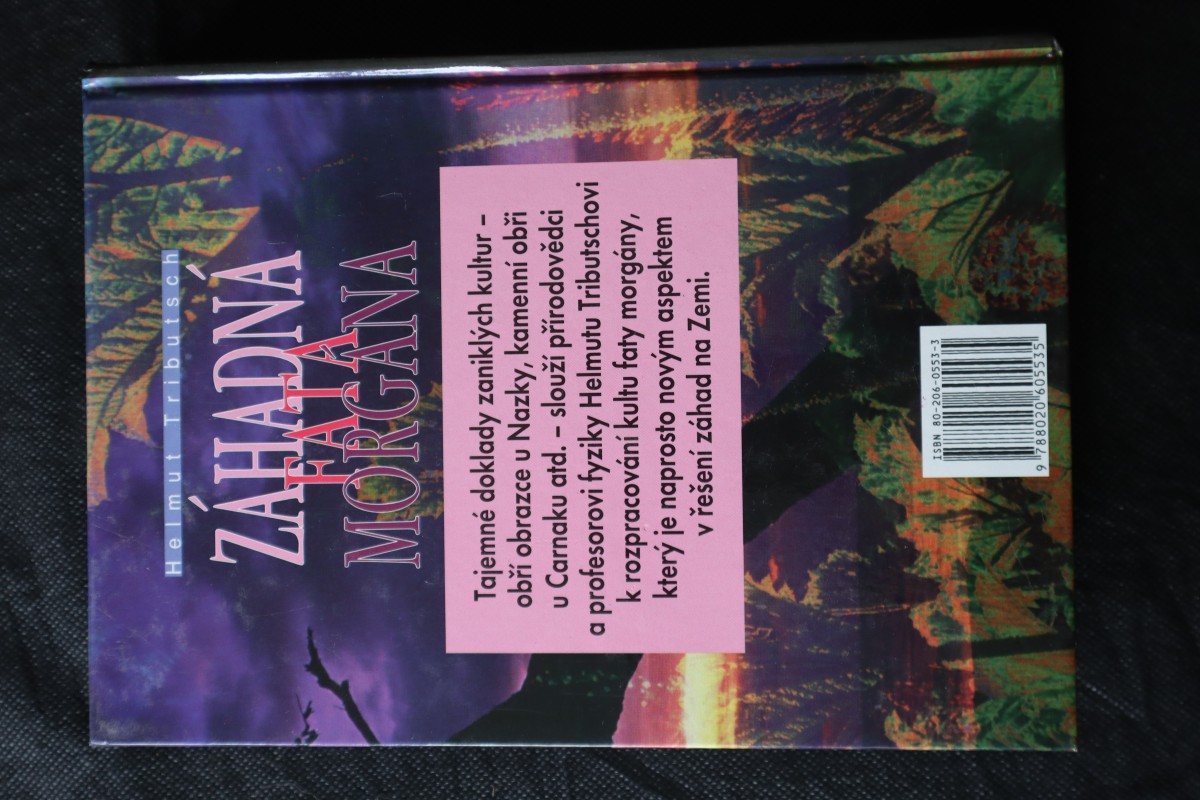 Helmut Tributsch
ZÁHADNÁ
FATA
MORGANA
Tajemné doklady zaniklých kultur –
obří obrazce u Nazky, kamenní obři
u Carnaku atd. – slouží přírodovědci
a profesorovi fyziky Helmutu Tributschovi
k rozpracování kultu faty morgány,
který je naprosto novým aspektem
v řešení záhad na Zemi.
ISBN 80-206-0553-3
9 788020 605535